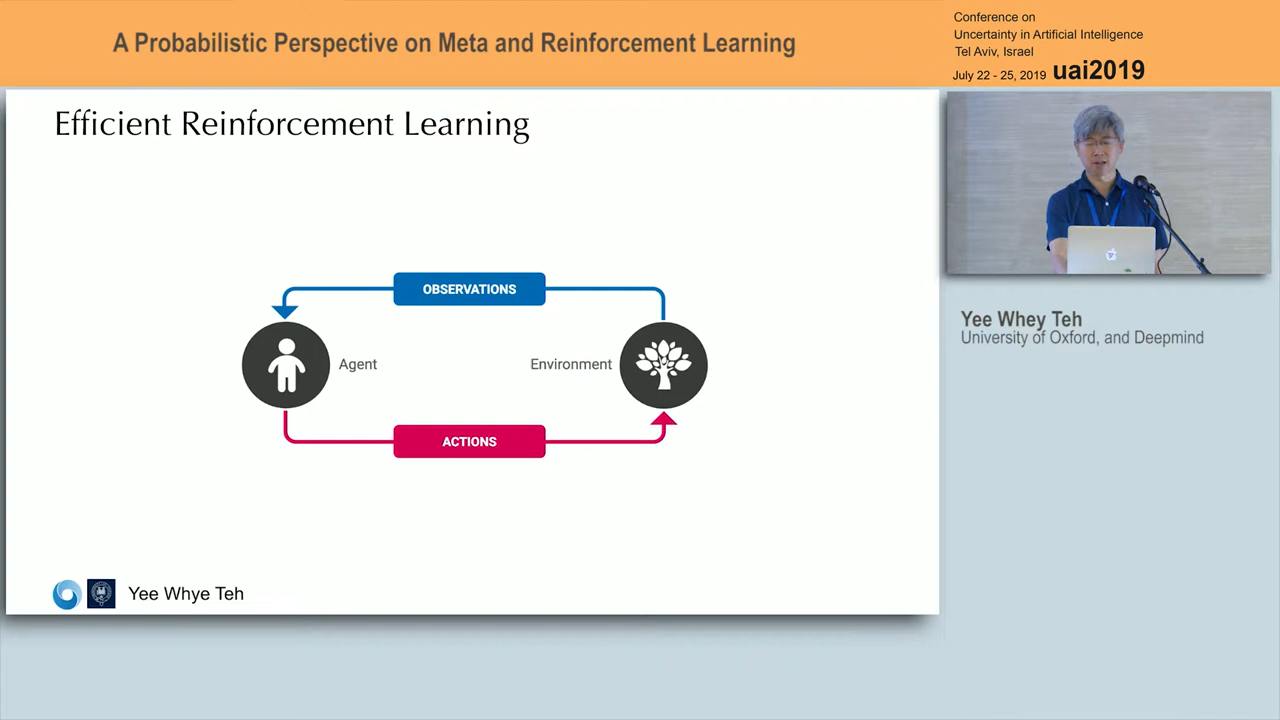 A Probabilistic Perspective on Meta and Reinforcement Learning
Conference on
Uncertainty in Artificial Intelligence
Tel Aviv, Israel
July 22 - 25, 2019 uai2019
Efficient Reinforcement Learning
OBSERVATIONS
Agent
Environment
ACTIONS
Yee Whye Teh
Yee Whey Teh
University of Oxford, and Deepmind